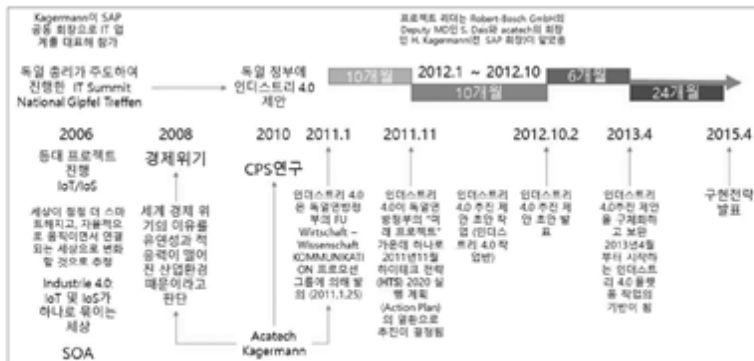 Kagermann이 SAP
공동 회장으로 IT 업
계를 대표해 참가
프로젝트 리더는 Robert-Bosch GmbH의
Deputy MD인 S. Dais와 acatech의 회장
인 H. Kagermann(전 SAP 회장)이 맡았음
독일 총리가 주도하여
진행한 IT Summit
National Gipfel Treffen
독일 정부에
인더스트리 4.0
제안
10개월
2012.1 ~ 2012.10
10개월
6개월
24개월
2006
2008
2010
2011.1
2011.11
2012.10.2
2013.4
2015.4
등대 프로젝트
진행
IoT/IoS
세상이 점점 더 스마
트해지고, 자율적으
로 움직이면서 연결
되는 세상으로 변화
할 것으로 추정
Industrie 4.0:
IoT 및 IoS가
하나로 묶이는
세상
SOA
경제위기
세계 경제 위
기의 이유를
유연성과 적
응력이 떨어
진 산업환경
때문이라고
판단
CPS연구
Acatech
Kagermann
인더스트리 4.0
은 독일연방정
부의 FU
Wirtschaft –
Wissenschaft
KOMMUNIKATI
ON 프로모션
그룹에 의해 발
의 (2011.1.25)
인더스트리
4.0이 독일연
방정부의 "미
래 프로젝트"
가운데 하나로
2011년11월
하이테크 전략
(HTS) 2020 실
행 계획
(Action Plan)
의 일환으로
추진이 결정됨
인더스트리
4.0 추진 제
안 초안 작
업 (인더스
트리 4.0 작
업반)
인더스트리
4.0 추진 제
안 초안 발
표
인더스트리
4.0추진 제안
을 구체화하
고 보완
2013년4월
부터 시작하
는 인더스트
리 4.0 플랫
폼 작업의
기반이 됨
구현전략
발표